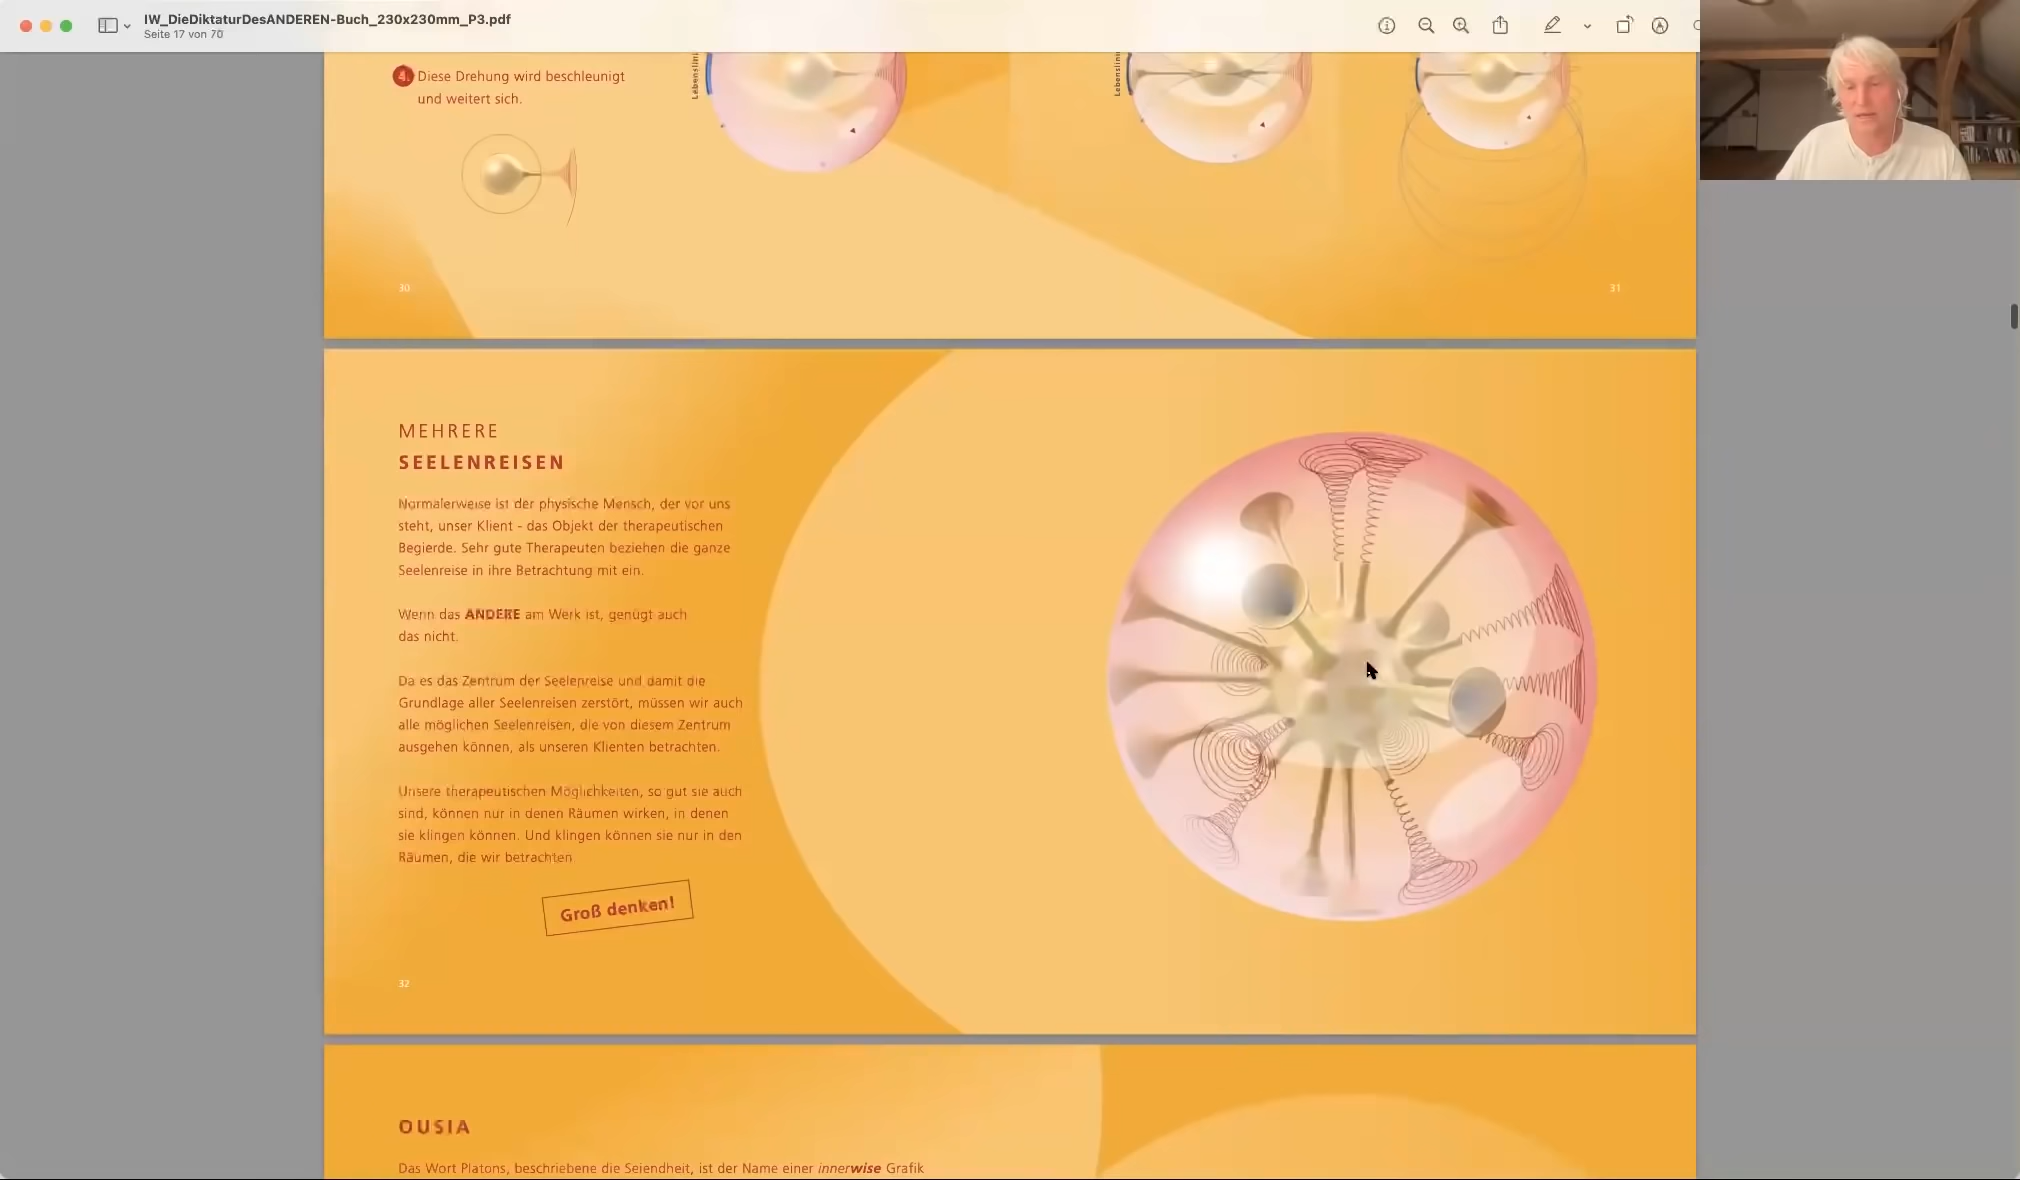 IW_DieDiktaturDesANDEREN-Buch_230x230mm_P3.pdf
Seite 17 von 70
4. Diese Drehung wird beschleunigt
und weitert sich.
30
31
MEHRERE
SEELENREISEN
Normalerweise ist der physische Mensch, der vor uns
steht, unser Klient - das Objekt der therapeutischen
Begierde. Sehr gute Therapeuten beziehen die ganze
Seelenreise in ihre Betrachtung mit ein.
Wenn das ANDERE am Werk ist, genügt auch
das nicht.
Da es das Zentrum der Seelenreise und damit die
Grundlage aller Seelenreisen zerstört, müssen wir auch
alle möglichen Seelenreisen, die von diesem Zentrum
ausgehen können, als unseren Klienten betrachten.
Unsere therapeutischen Möglichkeiten, so gut sie auch
sind, können nur in denen Räumen wirken, in denen
sie klingen können. Und klingen können sie nur in den
Räumen, die wir betrachten
Groß denken!
32
OUSIA
Das Wort Platons, beschriebene die Seiendheit, ist der Name einer innerwise Grafik